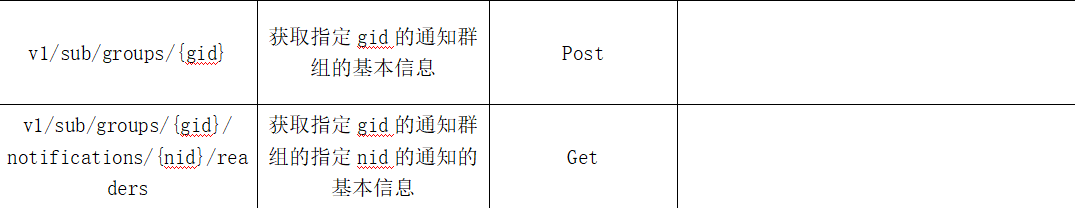 v1/sub/groups/{gid}
获取指定 gid 的通知群
组的基本信息
Post
v1/sub/groups/{gid}/
notifications/{nid}/rea
ders
获取指定 gid 的通知群
组的指定 nid 的通知的
基本信息
Get